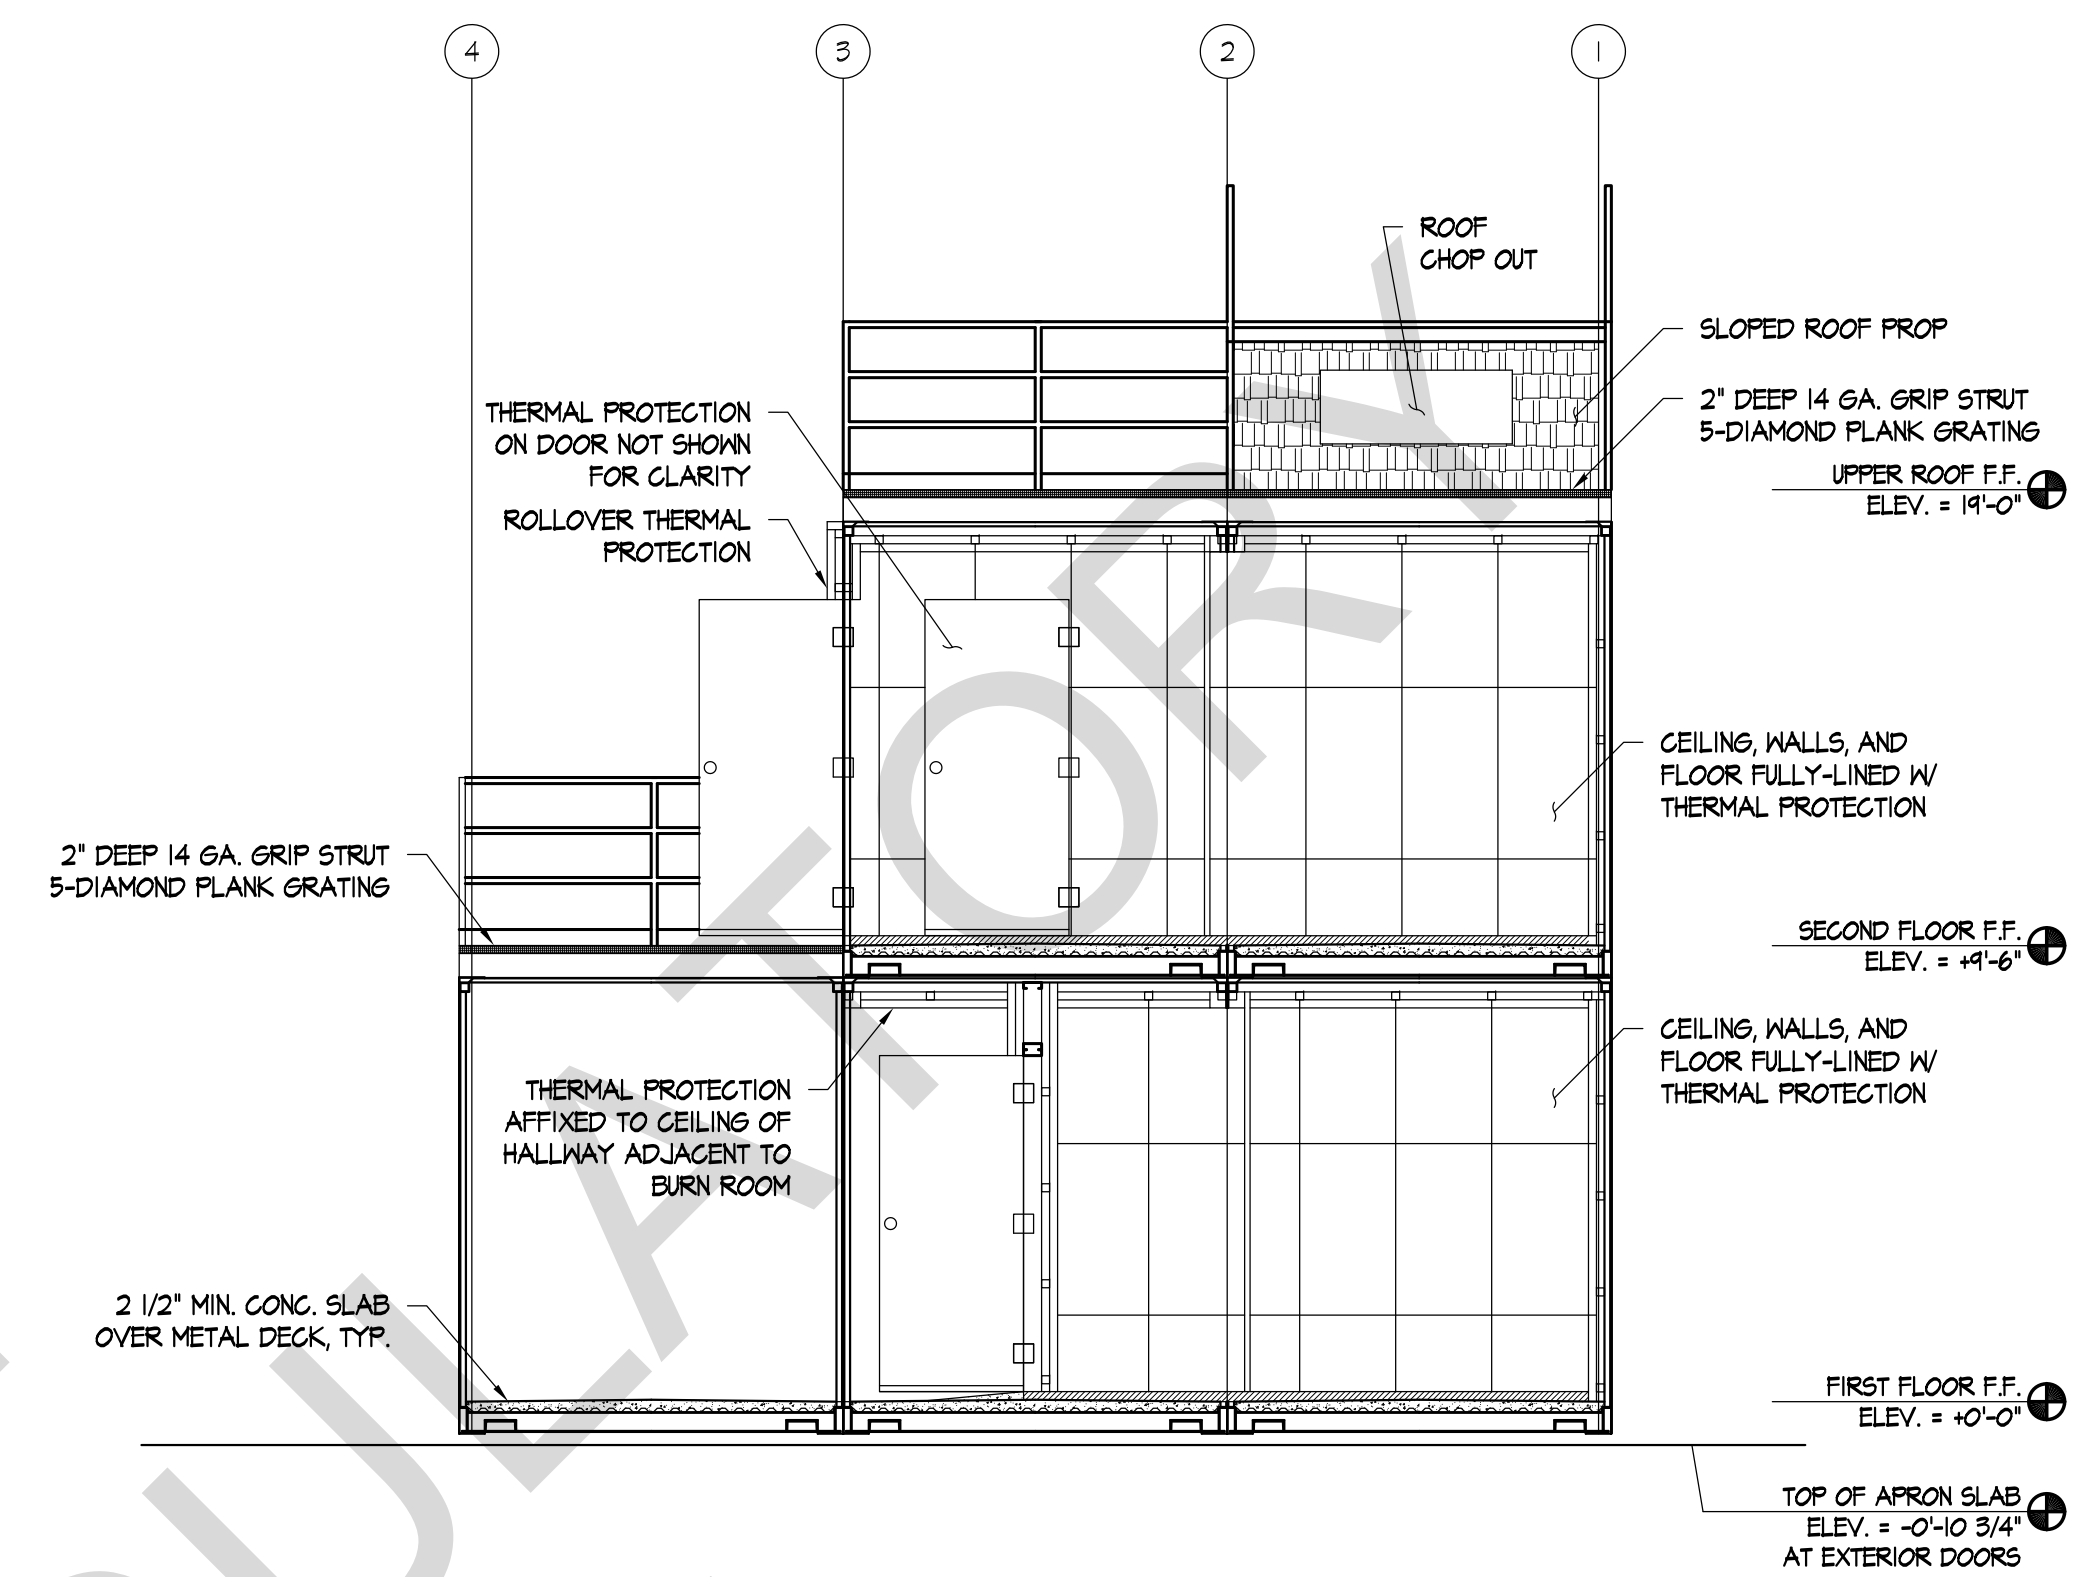 4
3
2
1
ROOF
CHOP OUT
SLOPED ROOF PROP
2" DEEP 14 GA. GRIP STRUT
5-DIAMOND PLANK GRATING
UPPER ROOF F.F.
ELEV. = 19'-0"
THERMAL PROTECTION
ON DOOR NOT SHOWN
FOR CLARITY
ROLLOVER THERMAL
PROTECTION
CEILING, WALLS, AND
FLOOR FULLY-LINED W/
THERMAL PROTECTION
2" DEEP 14 GA. GRIP STRUT
5-DIAMOND PLANK GRATING
SECOND FLOOR F.F.
ELEV. = +9'-6"
CEILING, WALLS, AND
FLOOR FULLY-LINED W/
THERMAL PROTECTION
THERMAL PROTECTION
AFFIXED TO CEILING OF
HALLWAY ADJACENT TO
BURN ROOM
2 1/2" MIN. CONC. SLAB
OVER METAL DECK, TYP.
FIRST FLOOR F.F.
ELEV. = +0'-0"
TOP OF APRON SLAB
ELEV. = -0'-10 3/4"
AT EXTERIOR DOORS
ULATORY